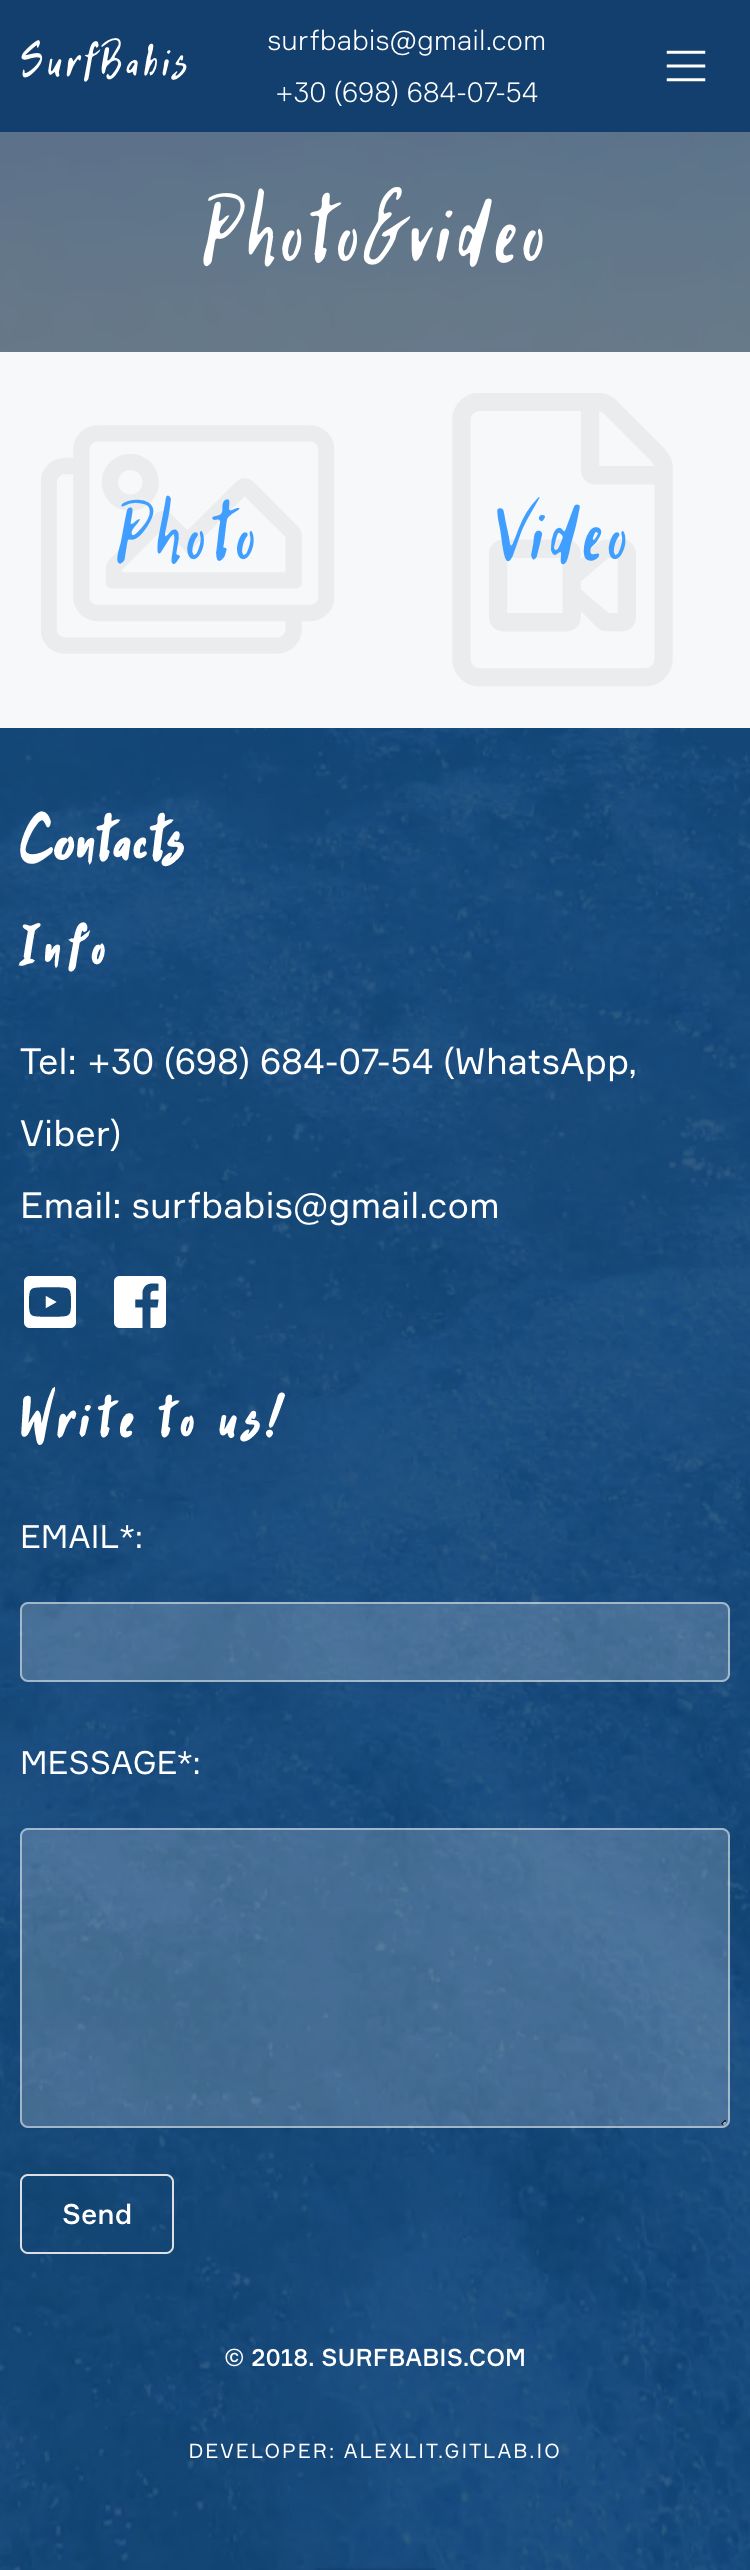 SurfBabis
surfbabis@gmail.com
+30 (698) 684-07-54
Photo&video
Photo
Video
Contacts
Info
Tel: +30 (698) 684-07-54 (WhatsApp,
Viber)
Email: surfbabis@gmail.com
Write to us!
EMAIL*:
MESSAGE*:
Send
© 2018. SURFBABIS.COM
DEVELOPER: ALEXLIT.GITLAB.IO